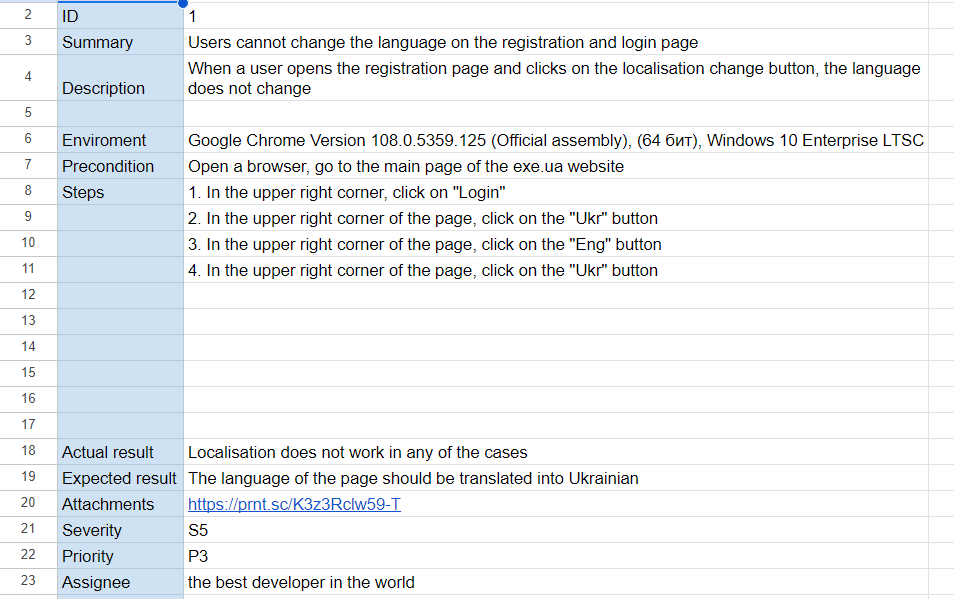 2 ID 1
3 Summary Users cannot change the language on the registration and login page
4 Description When a user opens the registration page and clicks on the localisation change button, the language
does not change
5
6 Enviroment Google Chrome Version 108.0.5359.125 (Official assembly), (64 бит), Windows 10 Enterprise LTSC
7 Precondition Open a browser, go to the main page of the exe.ua website
8 Steps 1. In the upper right corner, click on "Login"
9 2. In the upper right corner of the page, click on the "Ukr" button
10 3. In the upper right corner of the page, click on the "Eng" button
11 4. In the upper right corner of the page, click on the "Ukr" button
12
13
14
15
16
17
18 Actual result Localisation does not work in any of the cases
19 Expected result The language of the page should be translated into Ukrainian
20 Attachments https://prnt.sc/K3z3Rclw59-T
21 Severity S5
22 Priority P3
23 Assignee the best developer in the world